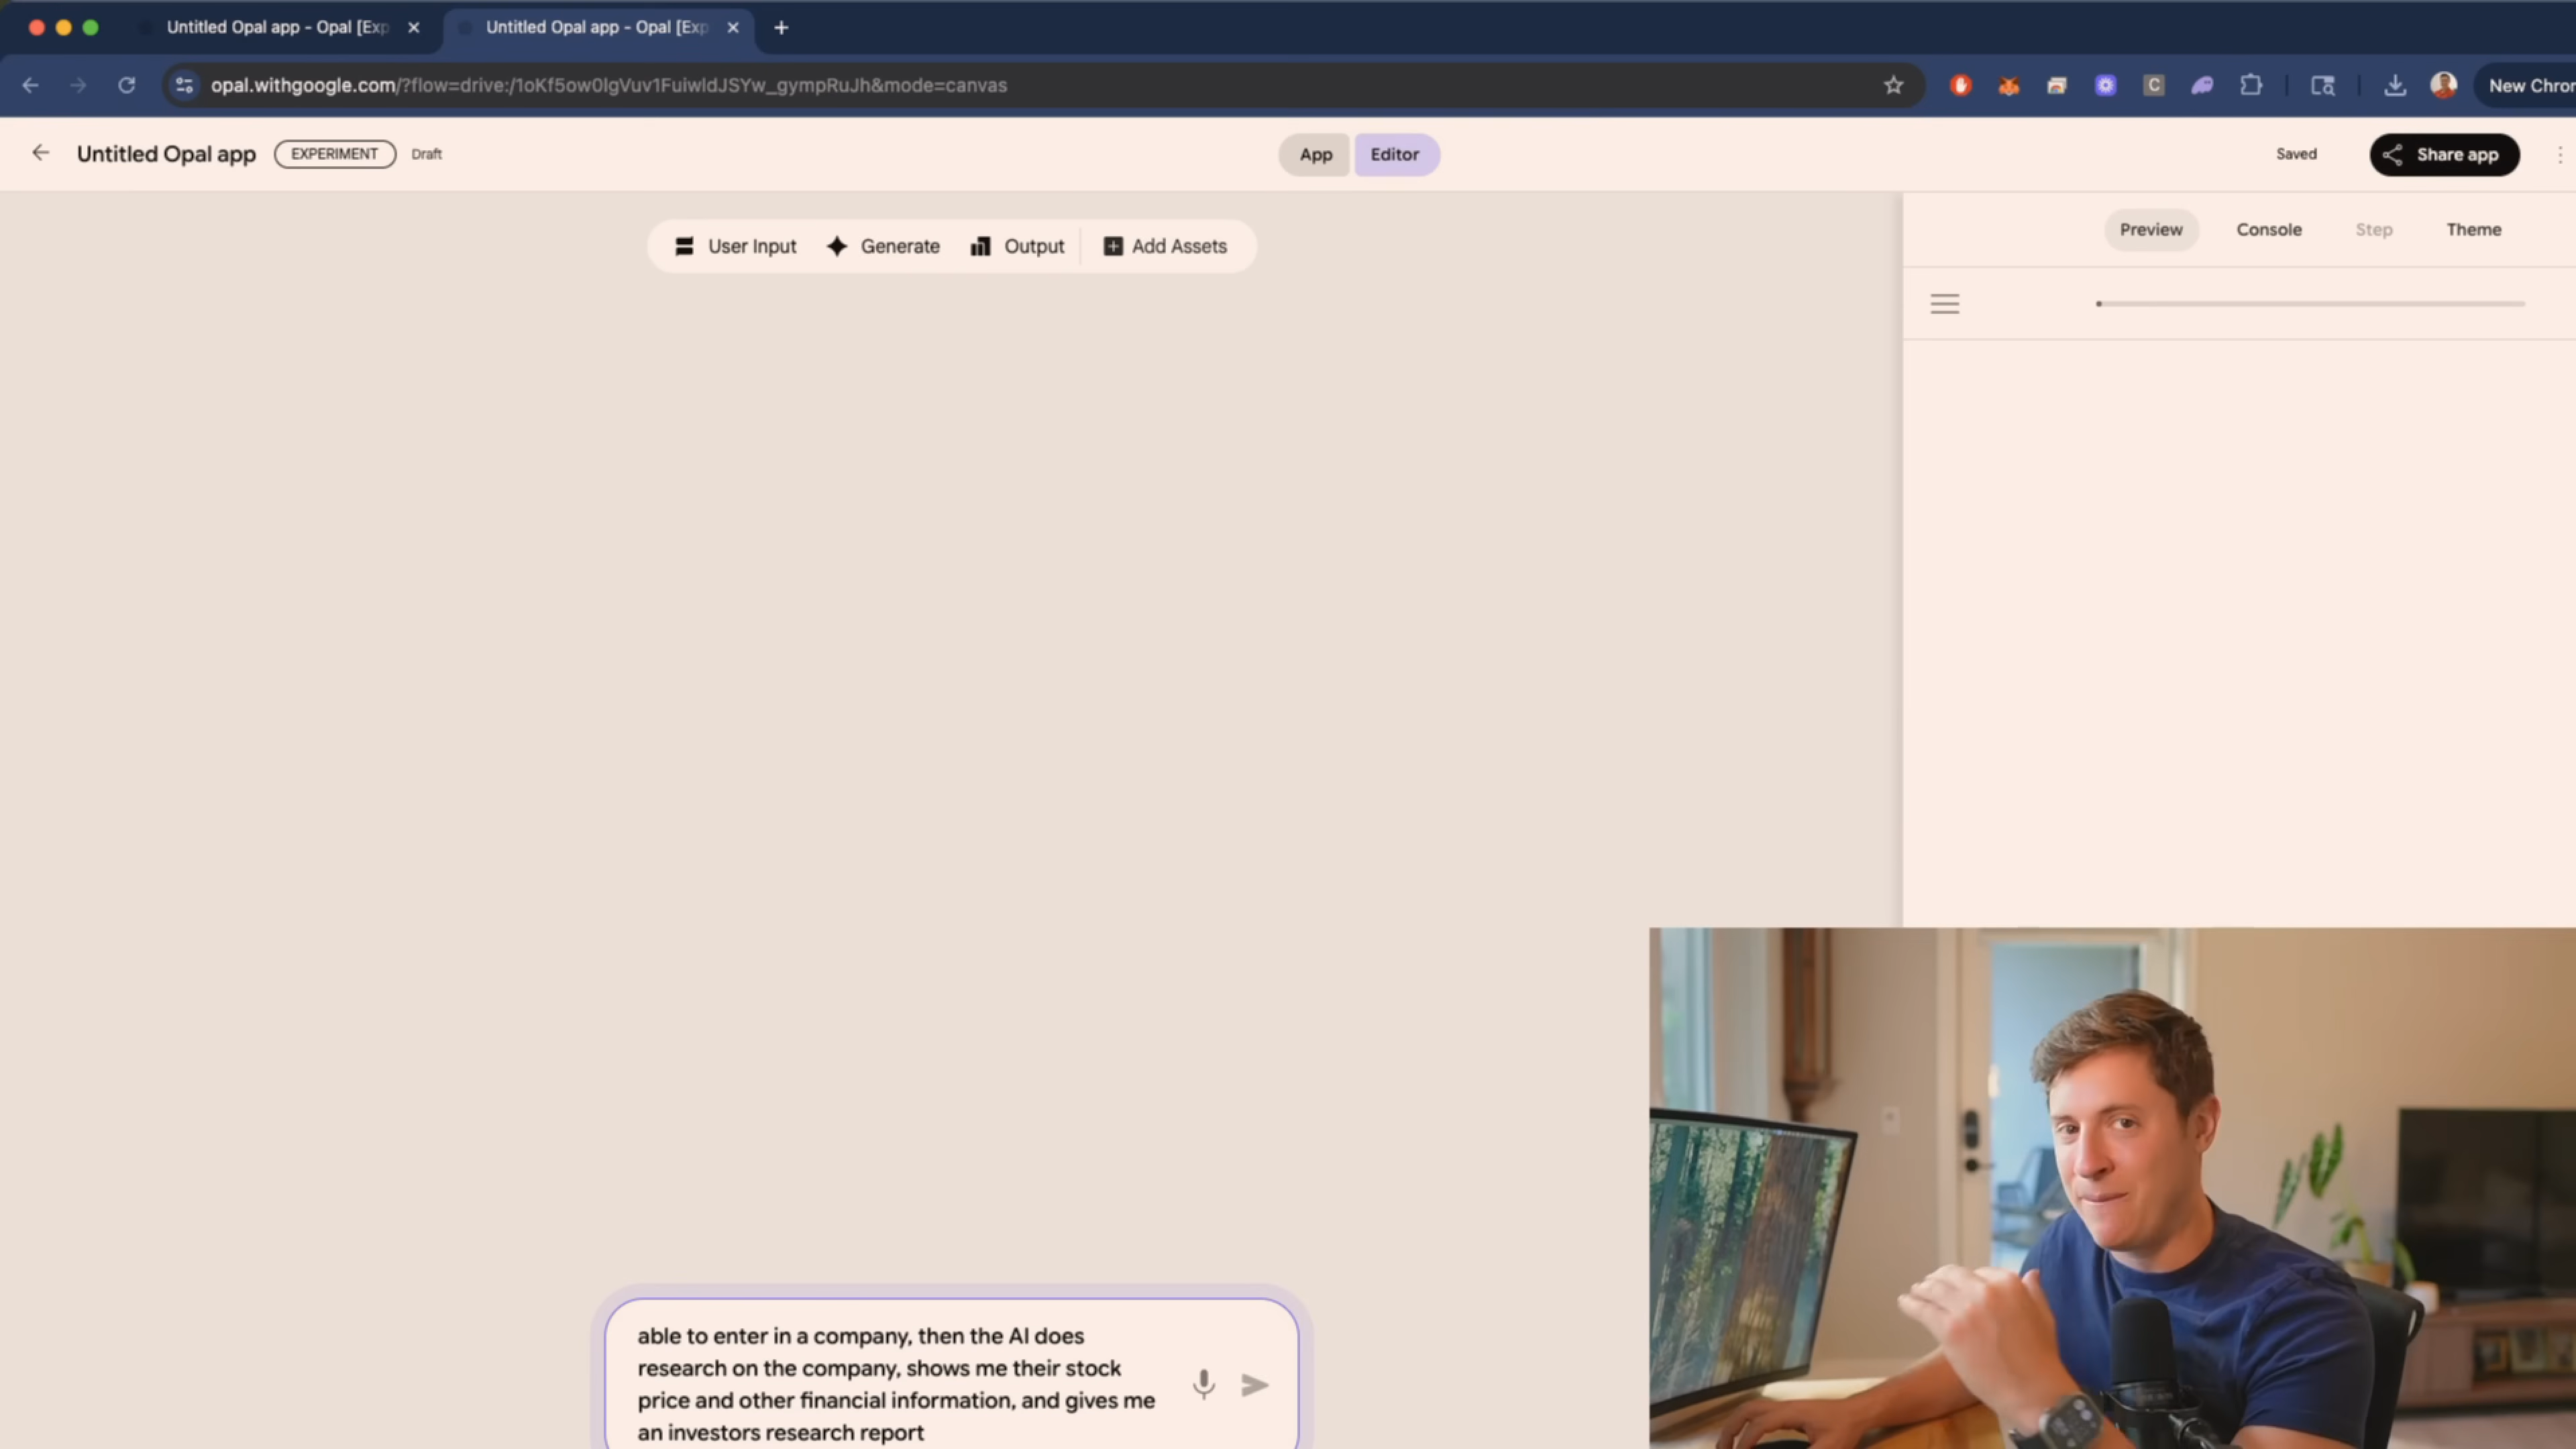 Untitled Opal app - Opal [Exp
Untitled Opal app - Opal [Exp
opal.withgoogle.com/?flow=drive:/1oKf5ow0lgVuv1FuiwldJSYw_gympRuJh&mode=canvas
C
New Chron
Untitled Opal app
EXPERIMENT
Draft
App
Editor
Saved
Share app
User Input
Generate
Output
Add Assets
Preview
Console
Step
Theme
able to enter in a company, then the AI does
research on the company, shows me their stock
price and other financial information, and gives me
an investors research report